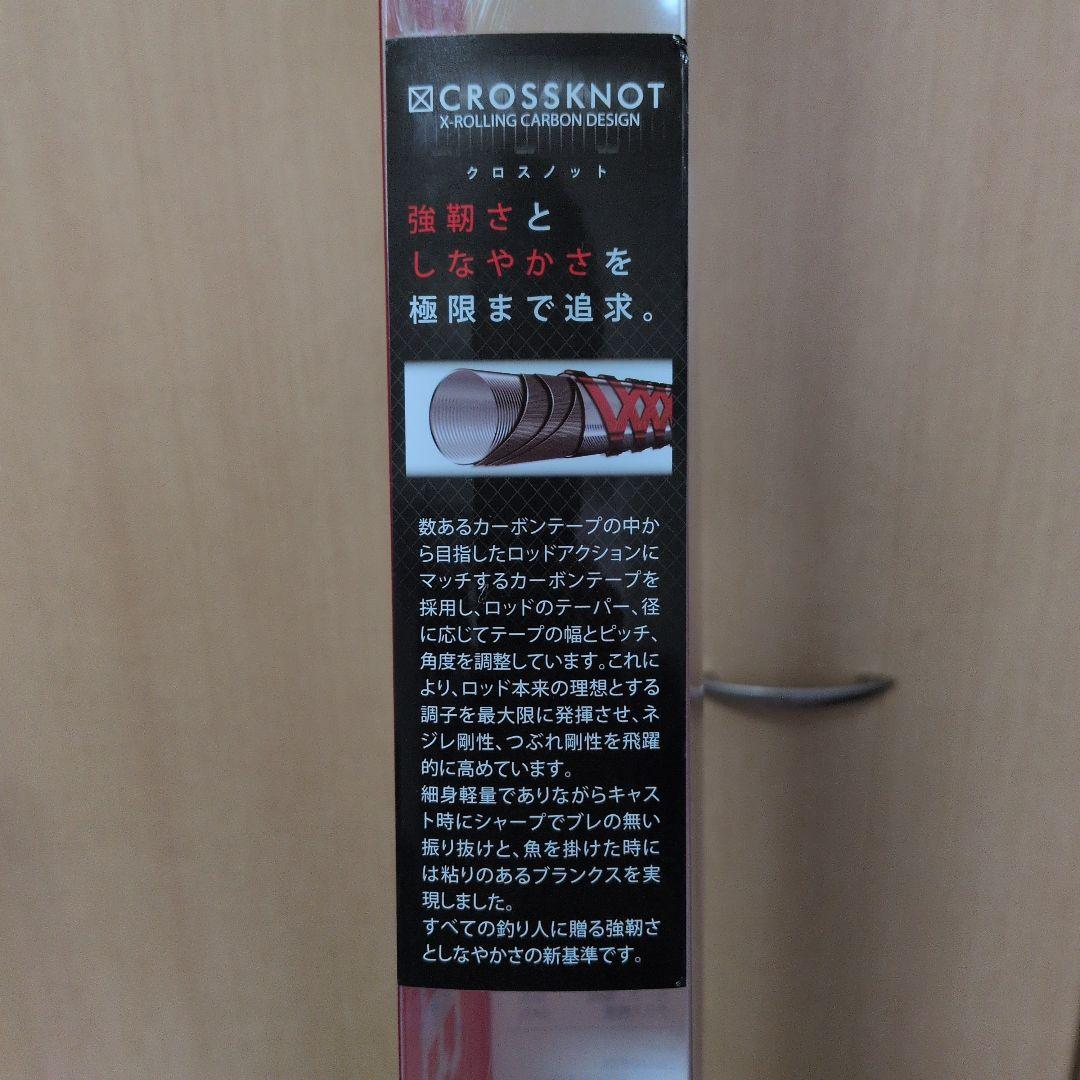 CROSSKNOT
X-ROLLING CARBON DESIGN
クロスノット
強靭さと
しなやかさを
極限まで追求。
数あるカーボンテープの中か
ら目指したロッドアクションに
マッチするカーボンテープを
採用し、ロッドのテーパー、径
に応じてテープの幅とピッチ、
角度を調整しています。これに
より、ロッド本来の理想とする
調子を最大限に発揮させ、ネ
ジレ剛性、つぶれ剛性を飛躍
的に高めています。
細身軽量でありながらキャス
ト時にシャープでブレの無い
振り抜けと、魚を掛けた時に
は粘りのあるブランクスを実
現しました。
すべての釣り人に贈る強靭さ
としなやかさの新基準です。